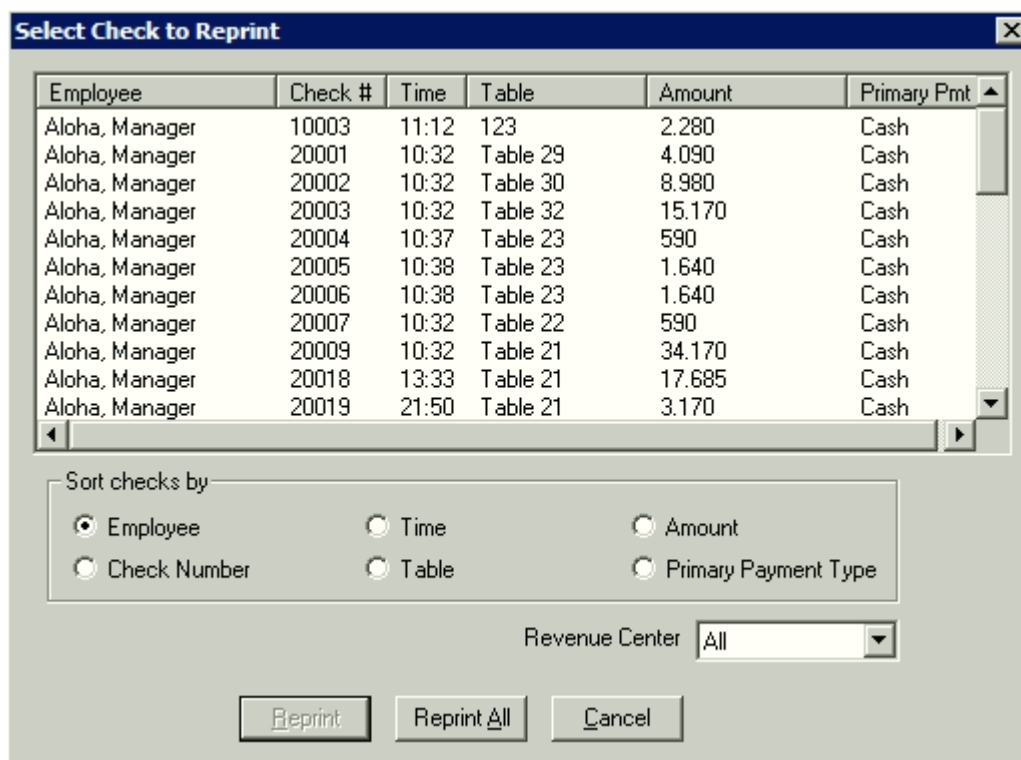 Select Check to Reprint
Employee Check # Time Table Amount Primary Pmt
Aloha, Manager 10003 11:12 123 2.280 Cash
Aloha, Manager 20001 10:32 Table 29 4.090 Cash
Aloha, Manager 20002 10:32 Table 30 8.980 Cash
Aloha, Manager 20003 10:32 Table 32 15.170 Cash
Aloha, Manager 20004 10:37 Table 23 590 Cash
Aloha, Manager 20005 10:38 Table 23 1.640 Cash
Aloha, Manager 20006 10:38 Table 23 1.640 Cash
Aloha, Manager 20007 10:32 Table 22 590 Cash
Aloha, Manager 20009 10:32 Table 21 34.170 Cash
Aloha, Manager 20018 13:33 Table 21 17.685 Cash
Aloha, Manager 20019 21:50 Table 21 3.170 Cash
Sort checks by
Employee Time Amount
Check Number Table Primary Payment Type
Revenue Center All
Reprint Reprint All Cancel